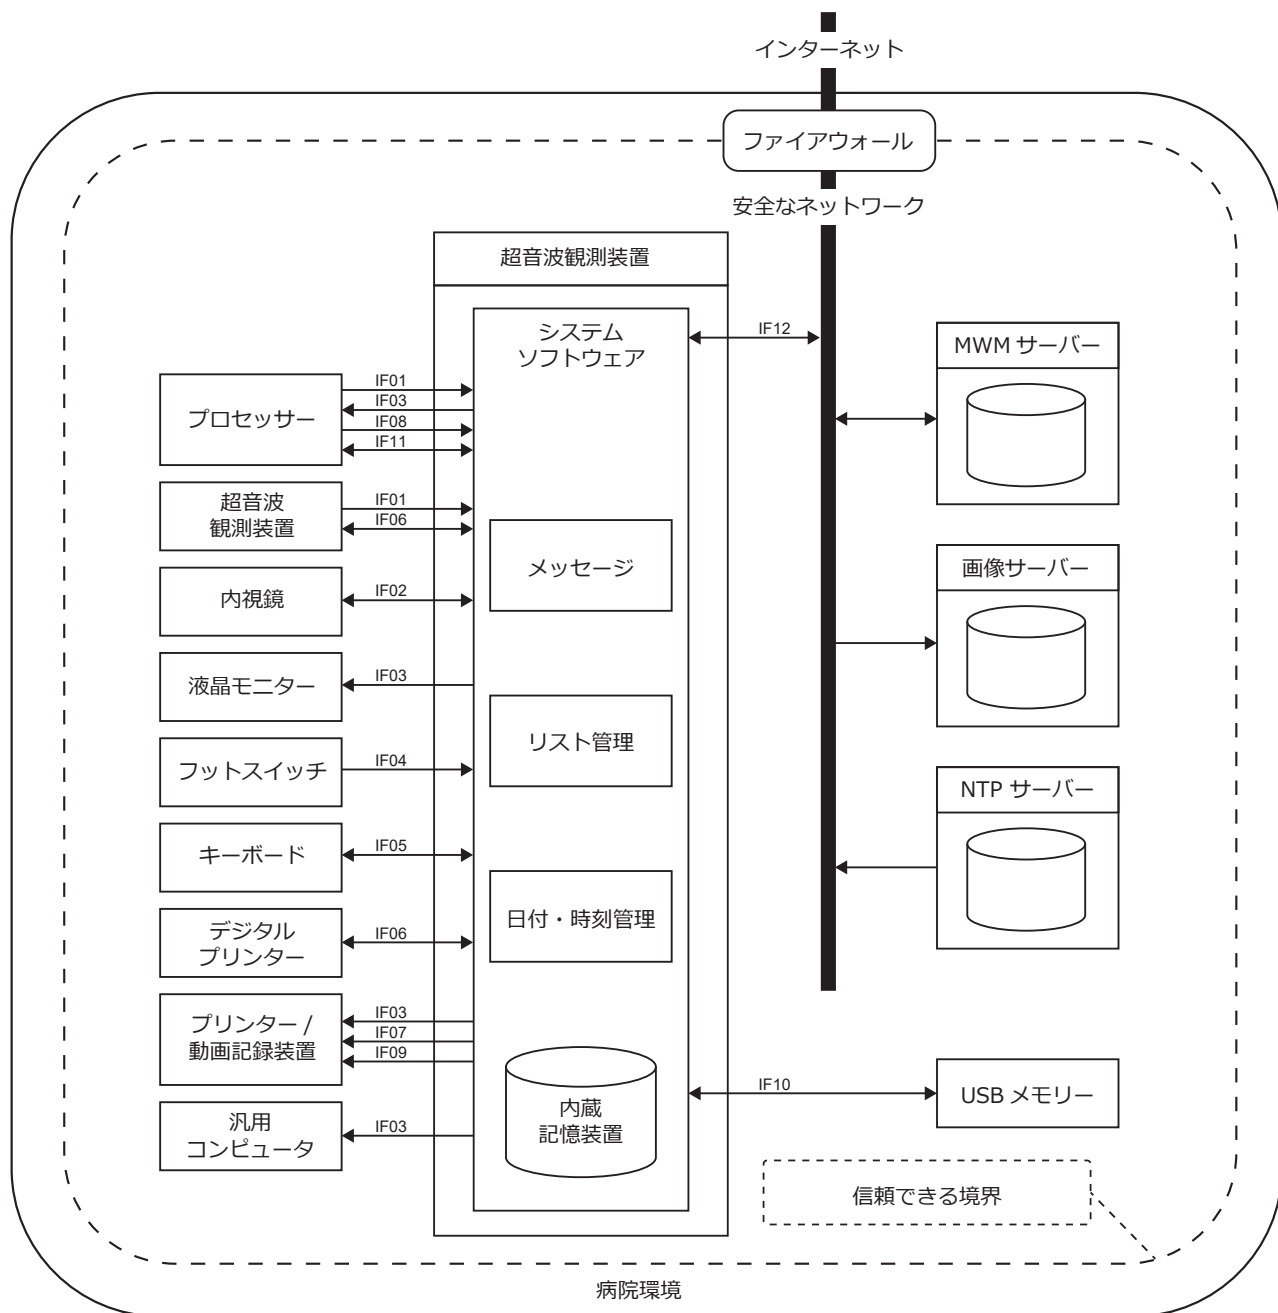 インターネット
ファイアウォール
安全なネットワーク
超音波観測装置
システム
ソフトウェア
IF12
MWM サーバー
プロセッサー
IF01
IF03
IF08
IF11
超音波
観測装置
IF01
IF06
メッセージ
画像サーバー
内視鏡
IF02
液晶モニター
IF03
リスト管理
フットスイッチ
IF04
NTP サーバー
キーボード
IF05
日付・時刻管理
デジタル
プリンター
IF06
プリンター /
動画記録装置
IF03
IF07
IF09
内蔵
記憶装置
IF10
USB メモリー
汎用
コンピュータ
IF03
信頼できる境界
病院環境